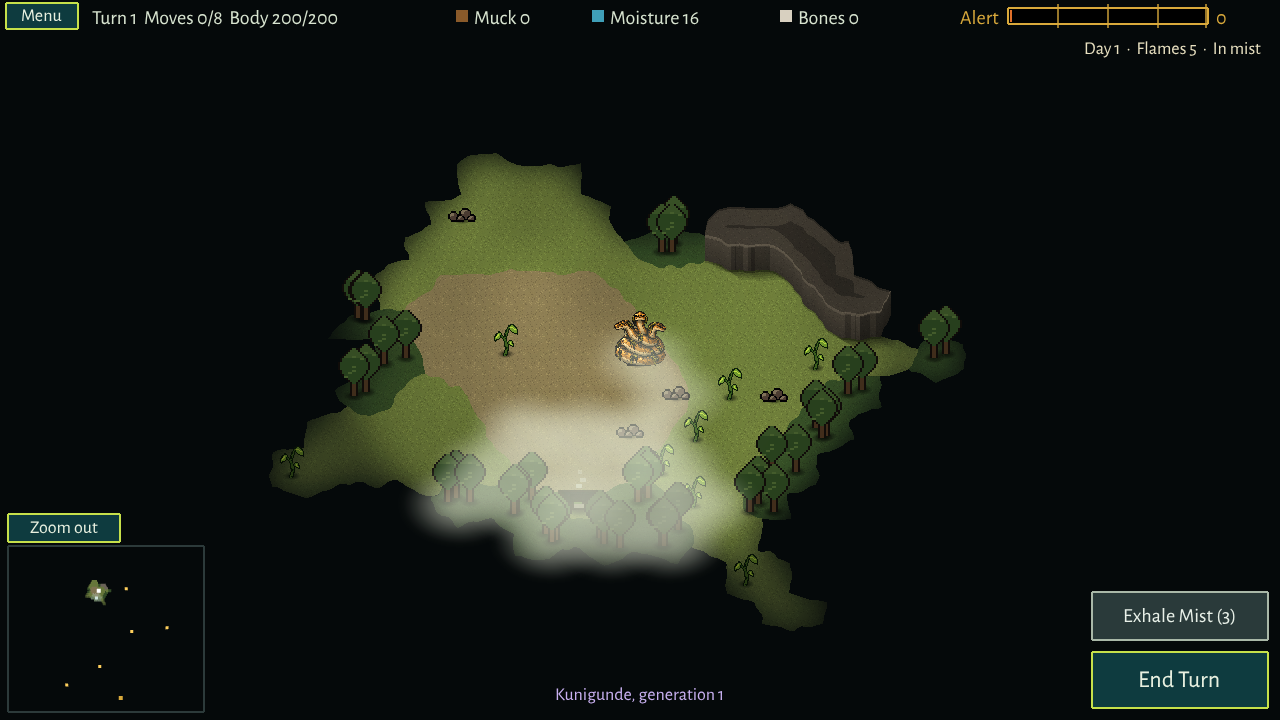 Menu
Turn 1 Moves 0/8 Body 200/200
Muck 0
Moisture 16
Bones 0
Alert
0
Day 1 · Flames 5 · In mist
Zoom out
Exhale Mist (3)
End Turn
Kunigunde, generation 1